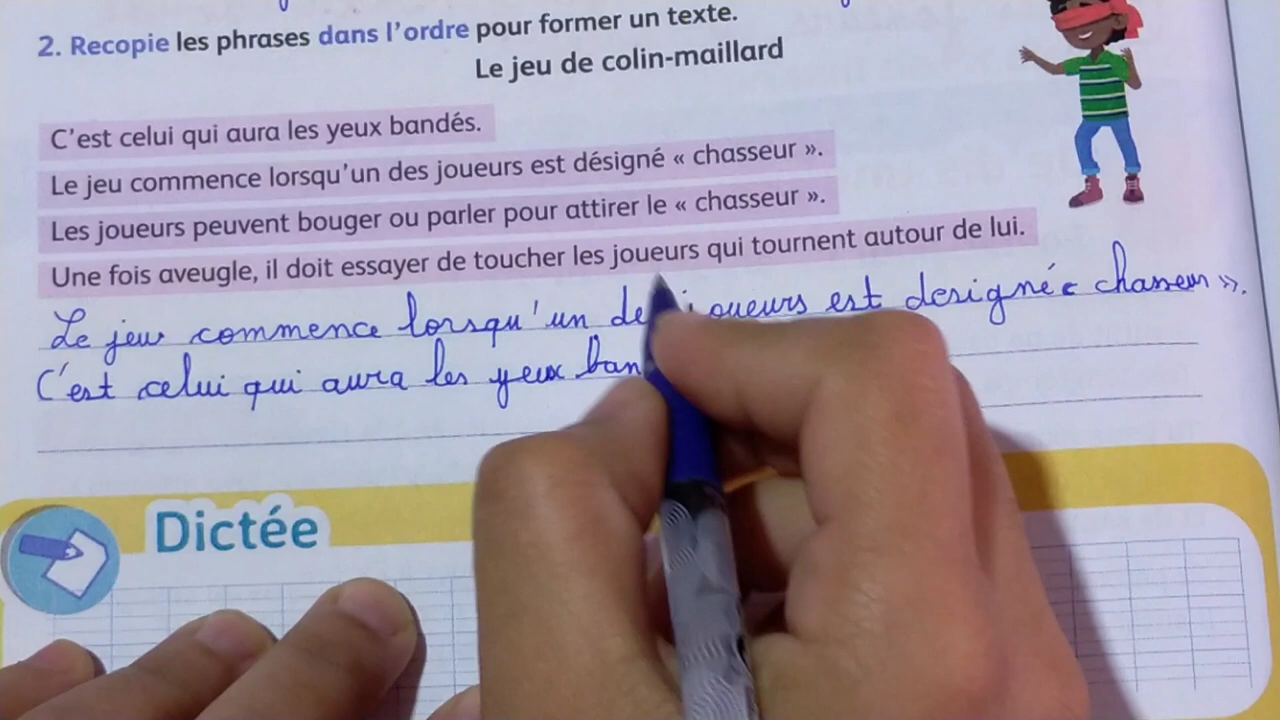 2. Recopie les phrases dans l'ordre pour former un texte.
Le jeu de colin-maillard
C'est celui qui aura les yeux bandés.
Le jeu commence lorsqu'un des joueurs est désigné « chasseur ».
Les joueurs peuvent bouger ou parler pour attirer le « chasseur ».
Une fois aveugle, il doit essayer de toucher les joueurs qui tournent autour de lui.
Le jeu commence lorsqu'un de joueurs est designé « chasseur ».
C'est celui qui aura les yeux ban
Dictée